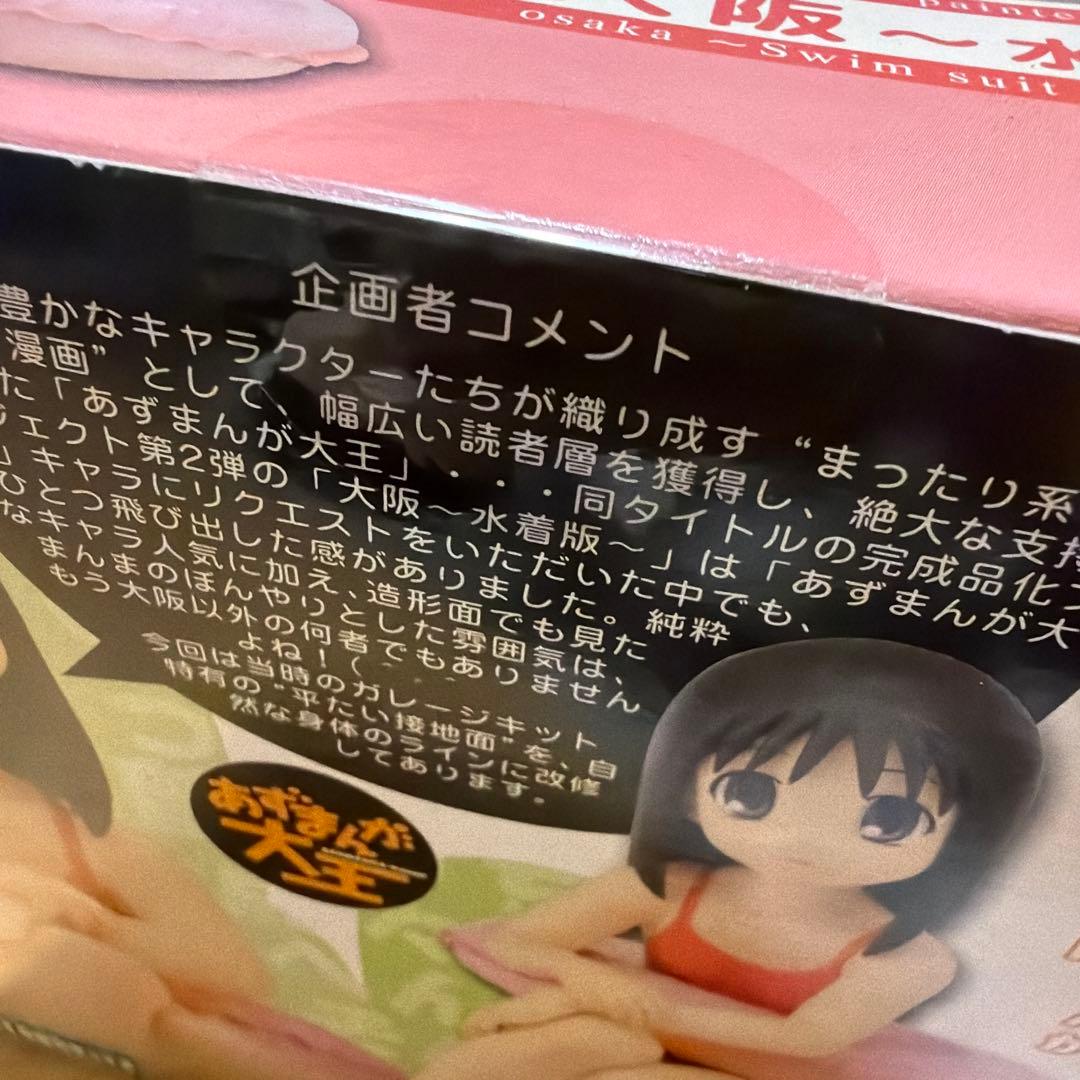 painte
大阪～水
osaka ～Swim suit
企画者コメント
豊かなキャラクターたちが織り成す“まったり系
漫画”として、幅広い読者層を獲得し、絶大な支持
た「あずまんが大王」・・・同タイトルの完成品化プ
ジェクト第2弾の「大阪～水着版～」は「あずまんが大
」キャラにリクエストをいただいた中でも、
ひとつ飛び出した感がありました。純粋
なキャラ人気に加え、造形面でも見た
まんまのほんやりとした雰囲気は、
もう大阪以外の何者でもありません
よね！(
今回は当時のガレージキット
特有の“平たい接地面”を、自
然な身体のラインに改修
してあります。
あずまんが
大王